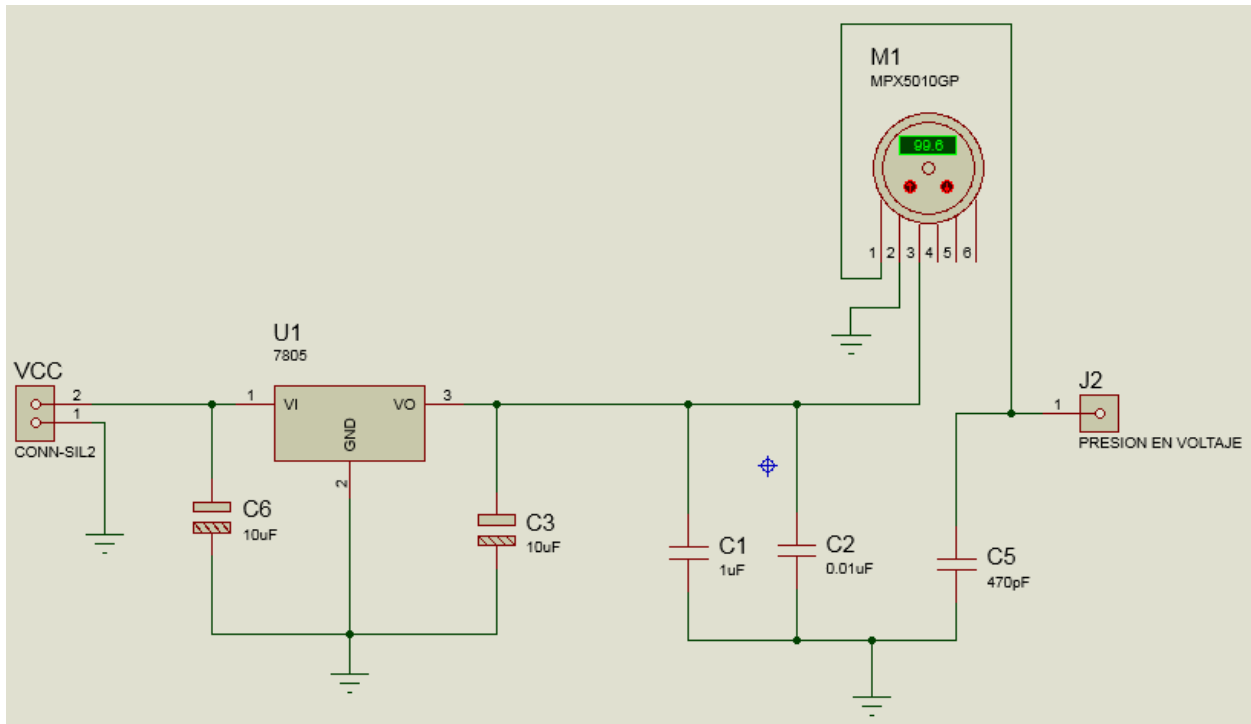 M1
MPX5010GP
99.6
1 2 3 4 5 6
U1
7805
VCC
2
1
CONN-SIL2
1
VI
VO
3
GND
2
C6
10uF
C3
10uF
C1
1uF
C2
0.01uF
C5
470pF
J2
1
PRESION EN VOLTAJE